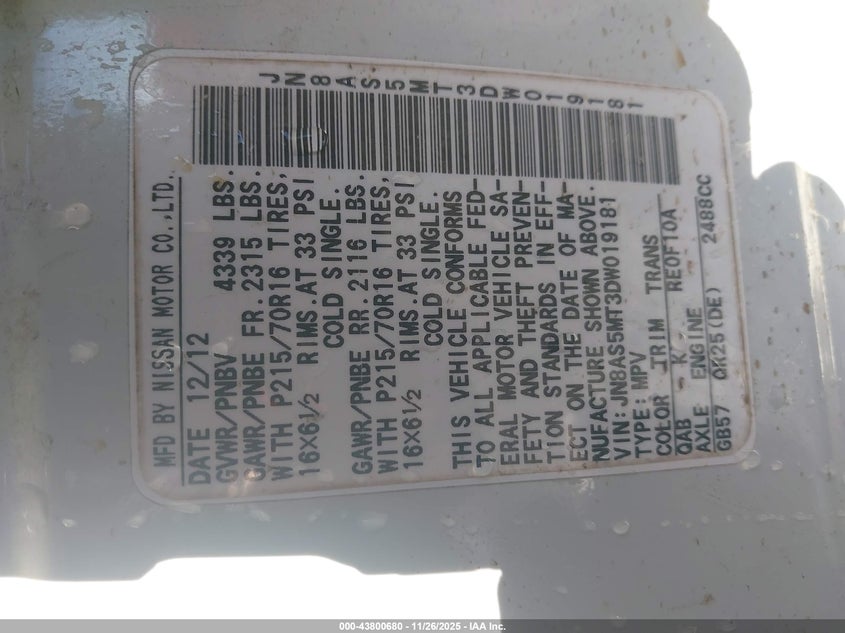 JN8AS5MT3DW019181
MFD BY NISSAN MOTOR CO.,LTD.
DATE 12/12
GVWR/PNBV 4339 LBS.
GAWR/PNBE FR. 2315 LBS.
WITH P215/70R16 TIRES,
16X6½ RIMS.AT 33 PSI
COLD SINGLE.
GAWR/PNBE RR. 2116 LBS.
WITH P215/70R16 TIRES,
16X6½ RIMS.AT 33 PSI
COLD SINGLE.
THIS VEHICLE CONFORMS
TO ALL APPLICABLE FED-
ERAL MOTOR VEHICLE SA-
FETY AND THEFT PREVEN-
TION STANDARDS IN EFF-
ECT ON THE DATE OF MA-
NUFACTURE SHOWN ABOVE.
VIN:JN8AS5MT3DW019181
TYPE:MPV
COLOR TRIM TRANS
QAB K RE0F10A
AXLE ENGINE
GB57 QR25(DE) 2488CC
000-43800680 - 11/26/2025 - IAA Inc.